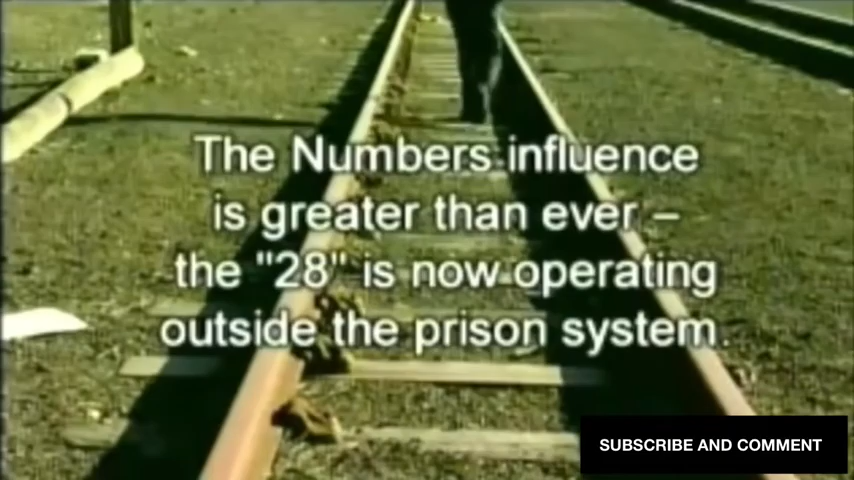 The Numbers influence
is greater than ever –
the "28" is now operating
outside the prison system.
SUBSCRIBE AND COMMENT